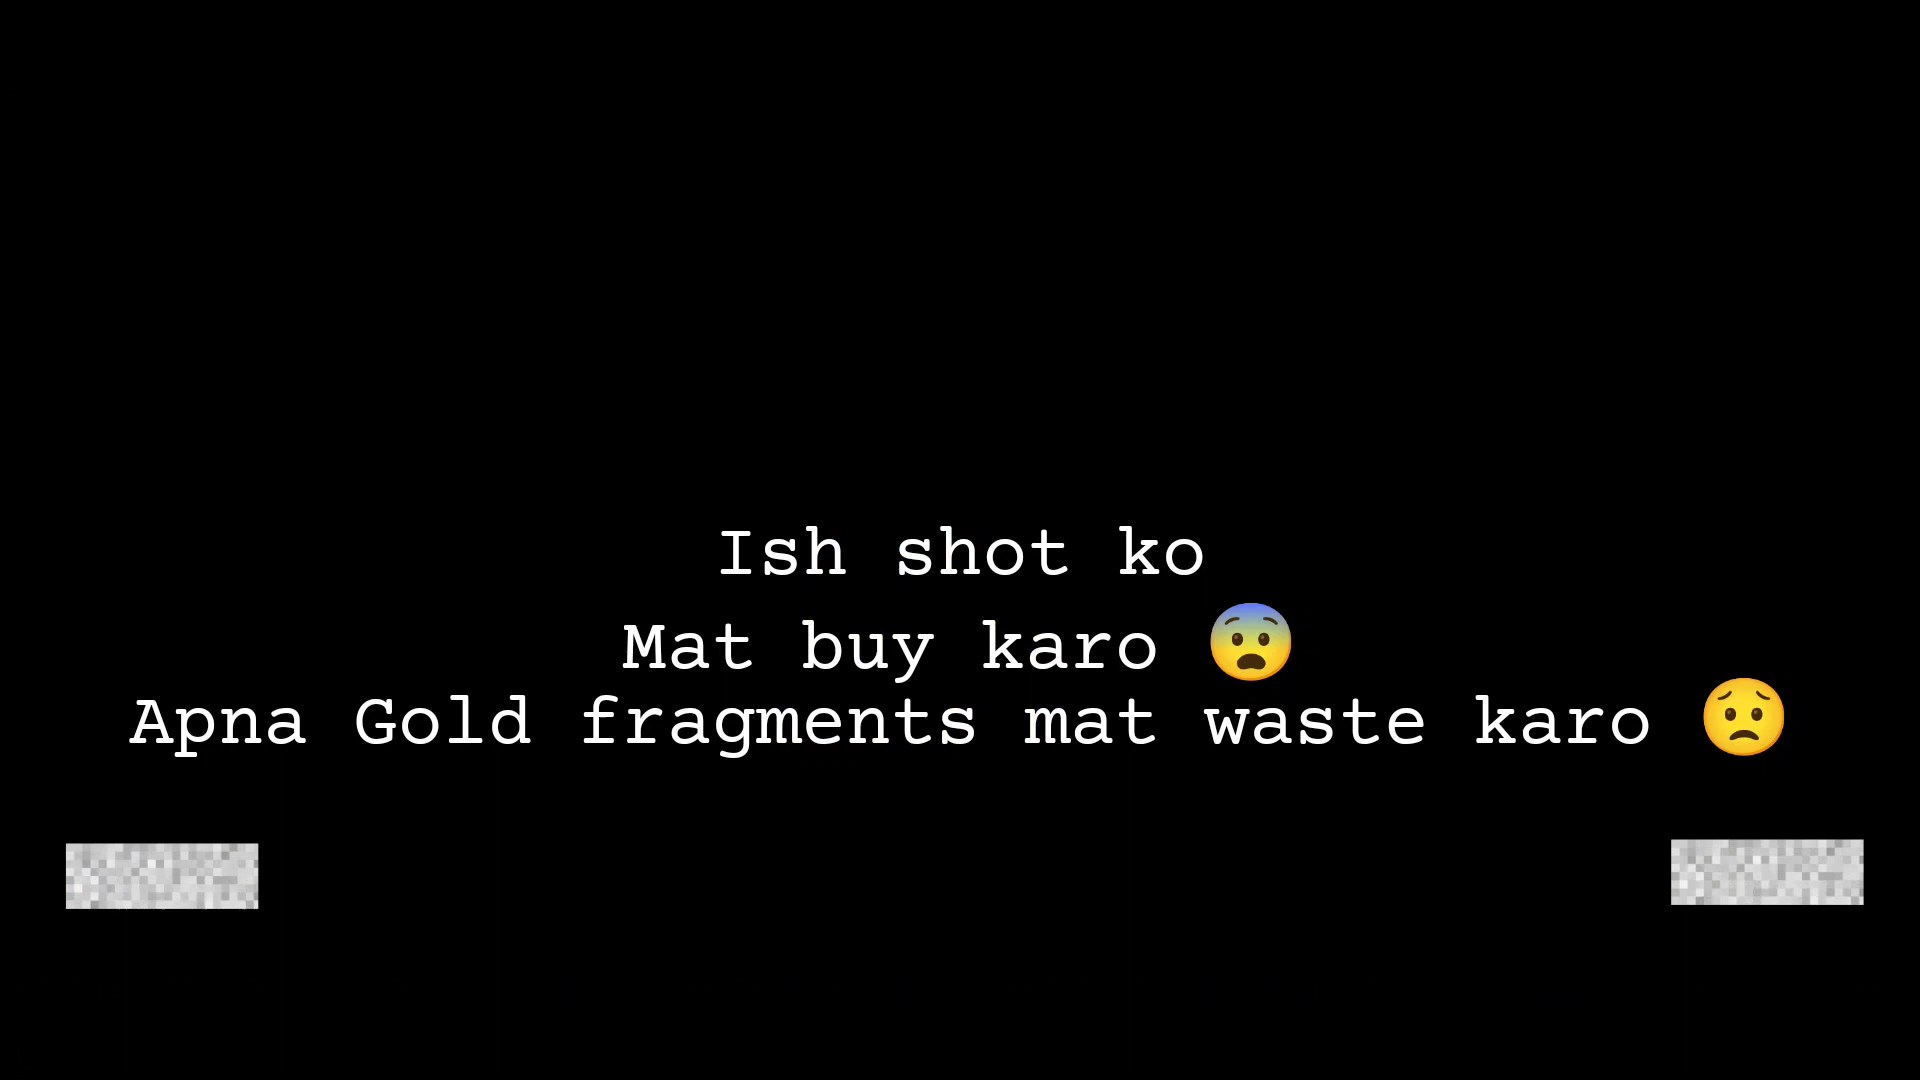 Ish shot ko
Mat buy karo 😨
Apna Gold fragments mat waste karo 😟